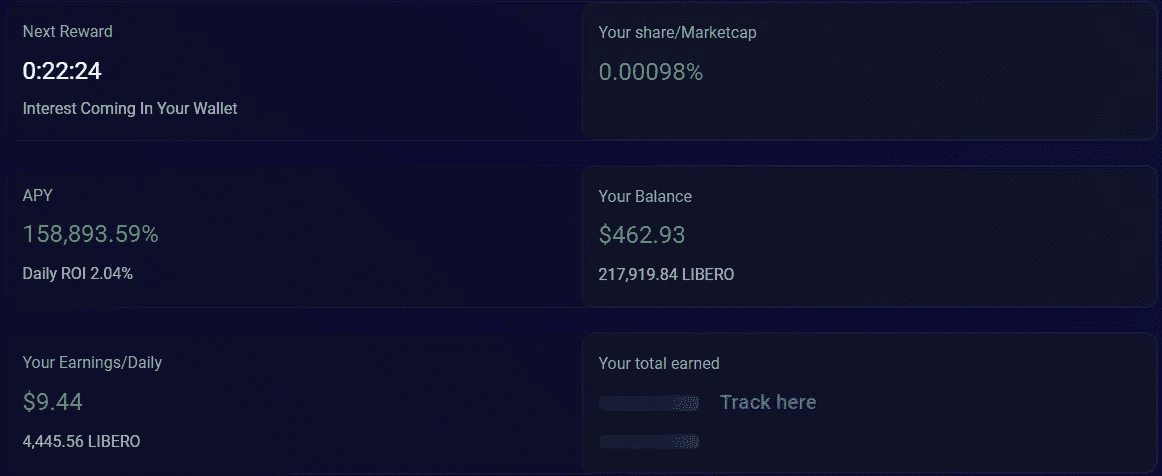 Next Reward
0:22:24
Interest Coming In Your Wallet
Your share/Marketcap
0.00098%
APY
158,893.59%
Daily ROI 2.04%
Your Balance
$462.93
217,919.84 LIBERO
Your Earnings/Daily
$9.44
4,445.56 LIBERO
Your total earned
Track here